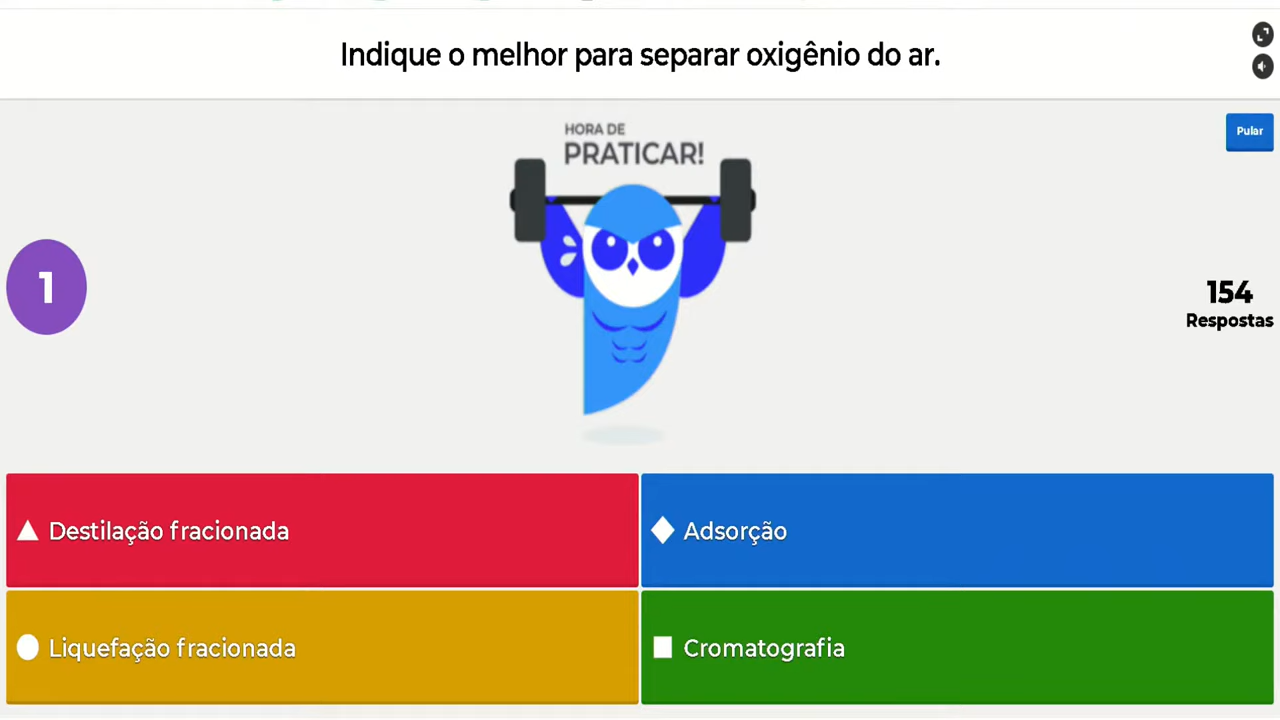 Indique o melhor para separar oxigênio do ar.
Pular
HORA DE
PRATICAR!
1
154
Respostas
Destilação fracionada
Adsorção
Liquefação fracionada
Cromatografia